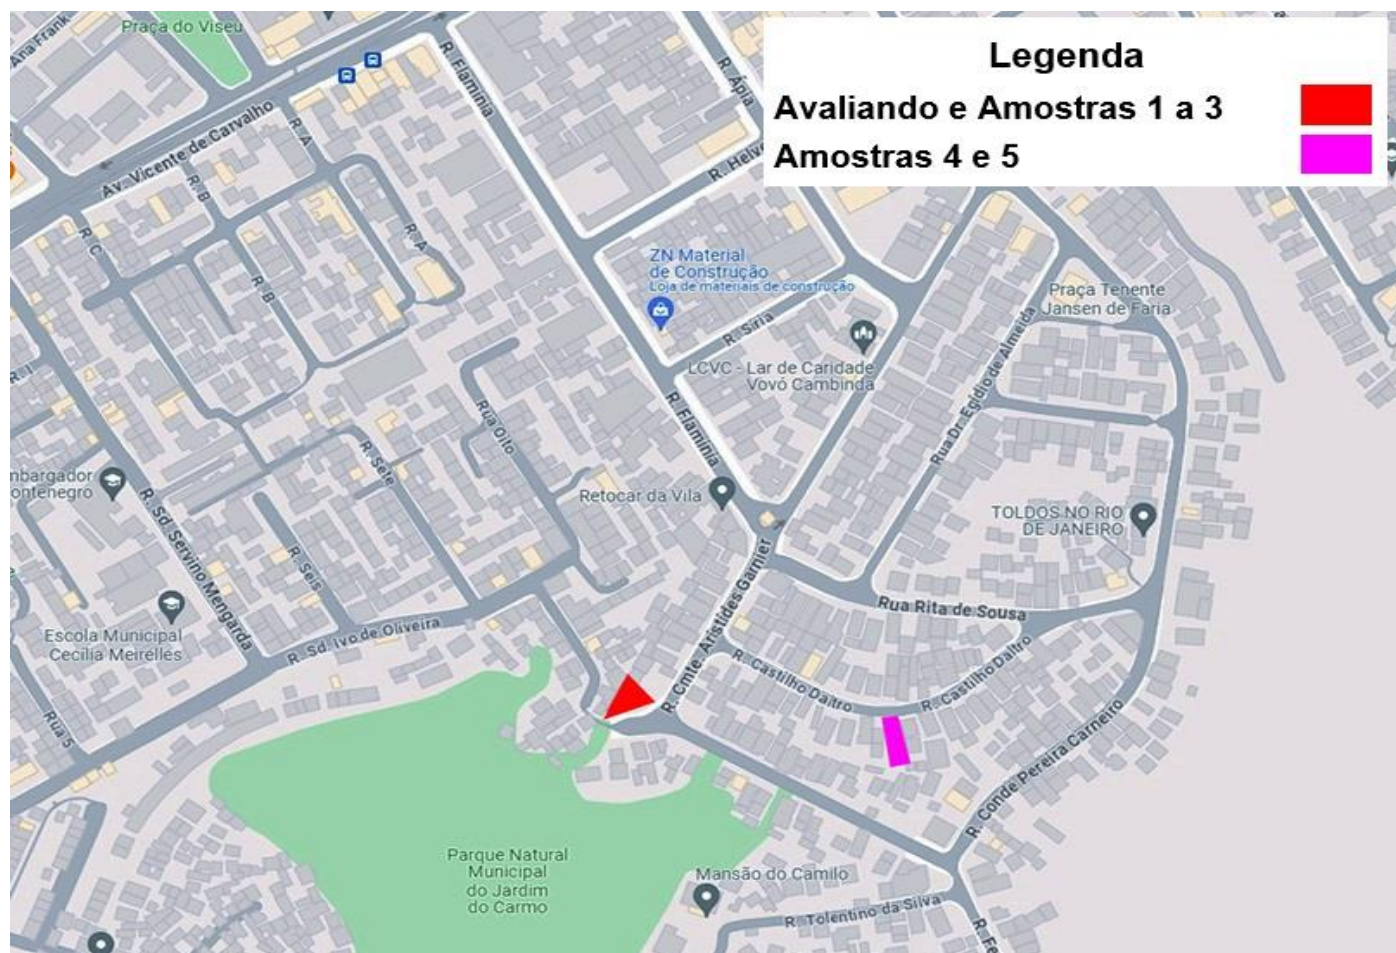 Ana Frank
Praça do Viseu
Legenda
Avaliando e Amostras 1 a 3
Amostras 4 e 5
Av. Vicente de Carvalho
R. Flaminia
R. Ápia
R. A
R. B
R. C
R. A
R. B
R. I
ZN Material
de Construção
Loja de materiais de construção
R. Siria
Praça Tenente
Jansen de Faria
LCVC - Lar de Caridade
Vovó Cambinda
R. Flaminia
Rua Dr. Egídio de Almeida
Rua Oito
R. Sete
R. Seis
R. Sd. Servino Mengarda
Retocar da Vila
TOLDOS NO RIO
DE JANEIRO
R. Cmte. Aristides Garnier
Rua Rita de Sousa
Escola Municipal
Cecília Meirelles
R. Sd. Ivo de Oliveira
Rua 5
R. Castilho Daltro
R. Castilho Daltro
R. Conde Pereira Carneiro
Parque Natural
Municipal
do Jardim
do Carmo
Mansão do Camilo
R. Tolentino da Silva